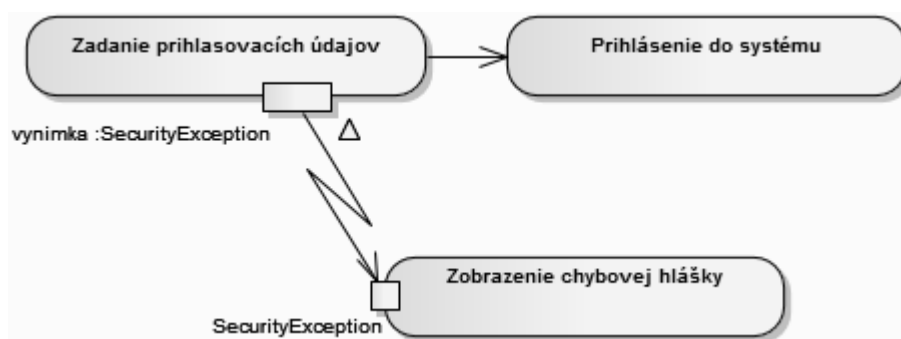 Zadanie prihlasovacích údajov
Prihlásenie do systému
vynimka :SecurityException
Zobrazenie chybovej hlášky
SecurityException